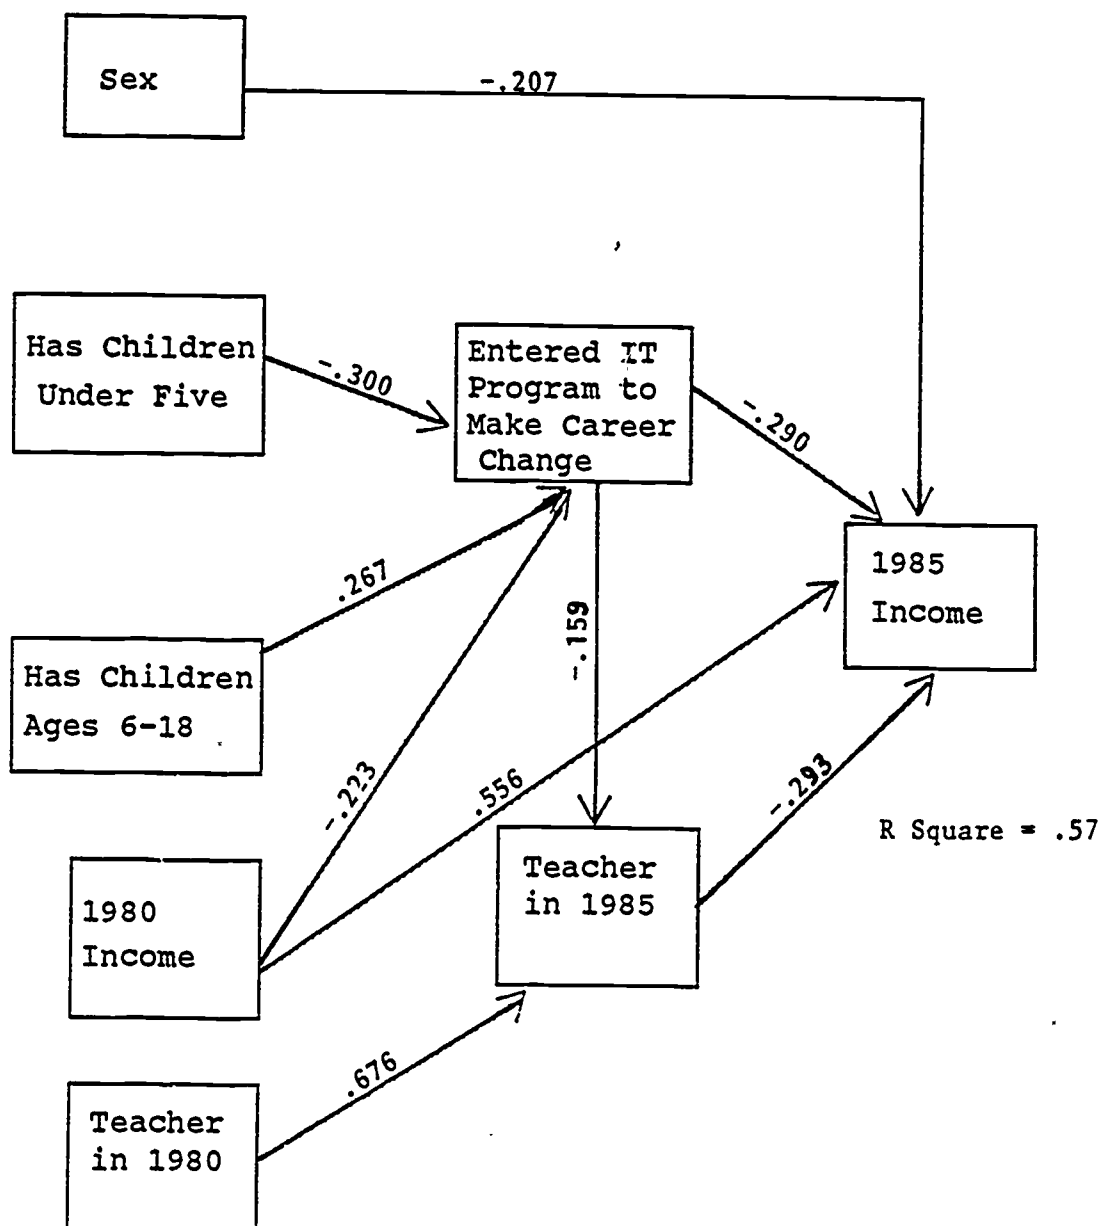 Sex
-.207
Has Children
Under Five
-.300
Entered IT
Program to
Make Career
Change
-.290
.267
-.159
1985
Income
Has Children
Ages 6-18
-.223
.556
-.293
R Square = .57
Teacher
in 1985
1980
Income
.676
Teacher
in 1980